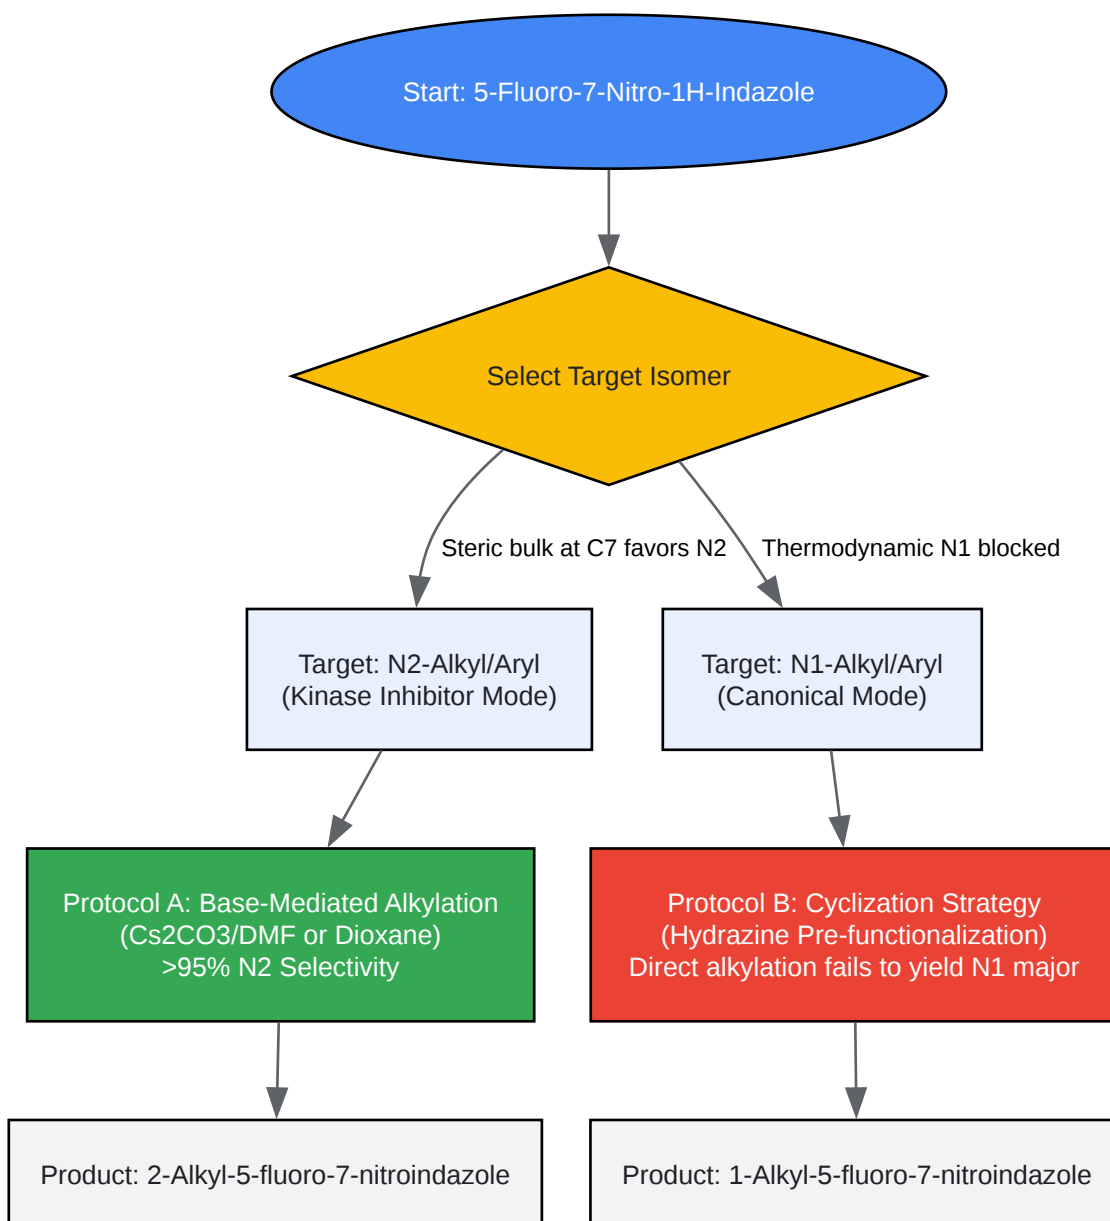 Start: 5-Fluoro-7-Nitro-1H-Indazole
Select Target Isomer
Steric bulk at C7 favors N2
Thermodynamic N1 blocked
Target: N2-Alkyl/Aryl
(Kinase Inhibitor Mode)
Target: N1-Alkyl/Aryl
(Canonical Mode)
Protocol A: Base-Mediated Alkylation
(Cs2CO3/DMF or Dioxane)
>95% N2 Selectivity
Protocol B: Cyclization Strategy
(Hydrazine Pre-functionalization)
Direct alkylation fails to yield N1 major
Product: 2-Alkyl-5-fluoro-7-nitroindazole
Product: 1-Alkyl-5-fluoro-7-nitroindazole